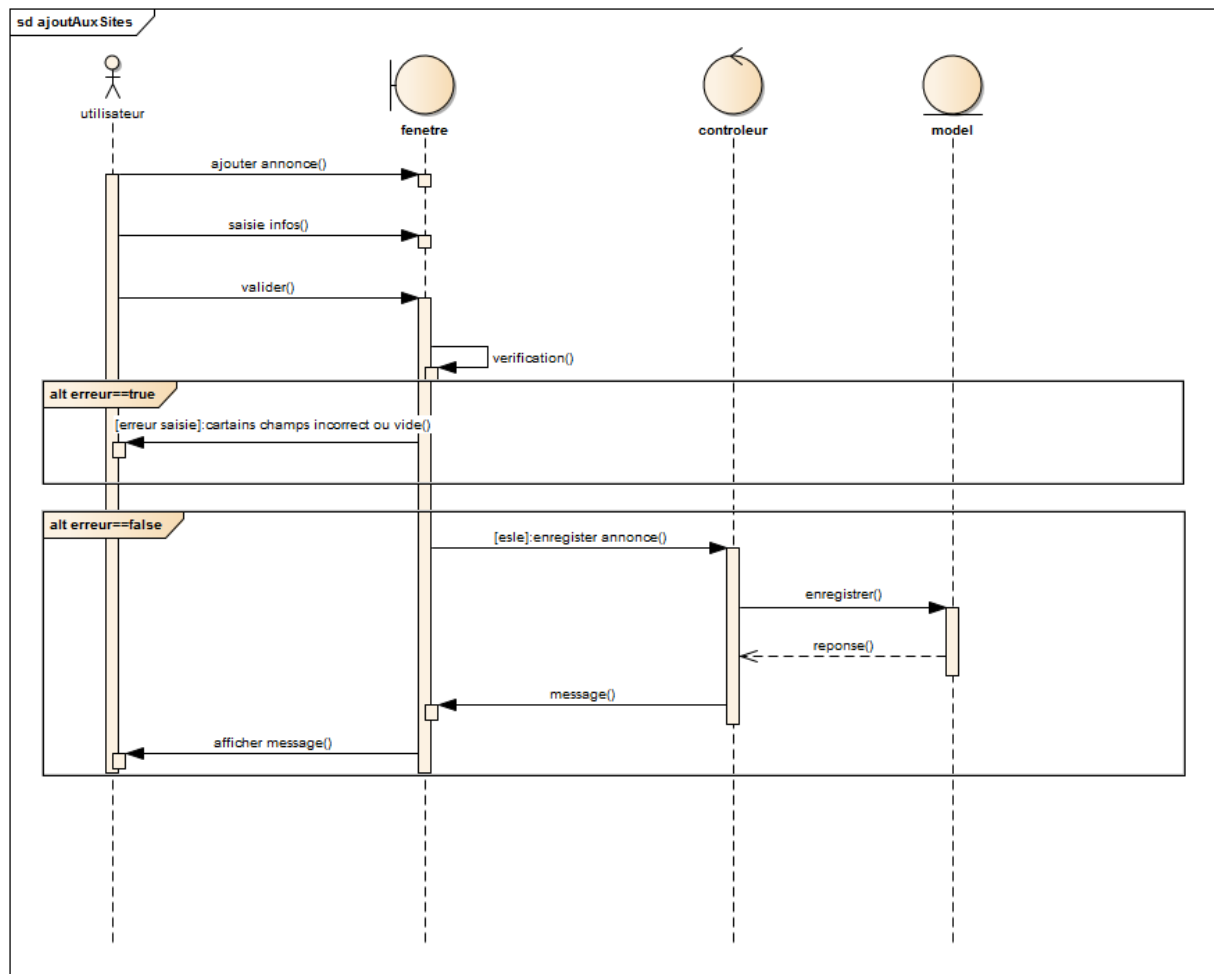 sd ajoutAuxSites
utilisateur
fenetre
controleur
model
ajouter annonce()
saisie infos()
valider()
verification()
alt erreur==true
[erreur saisie]:cartains champs incorrect ou vide()
alt erreur==false
[esle]:enregister annonce()
enregistrer()
reponse()
message()
afficher message()